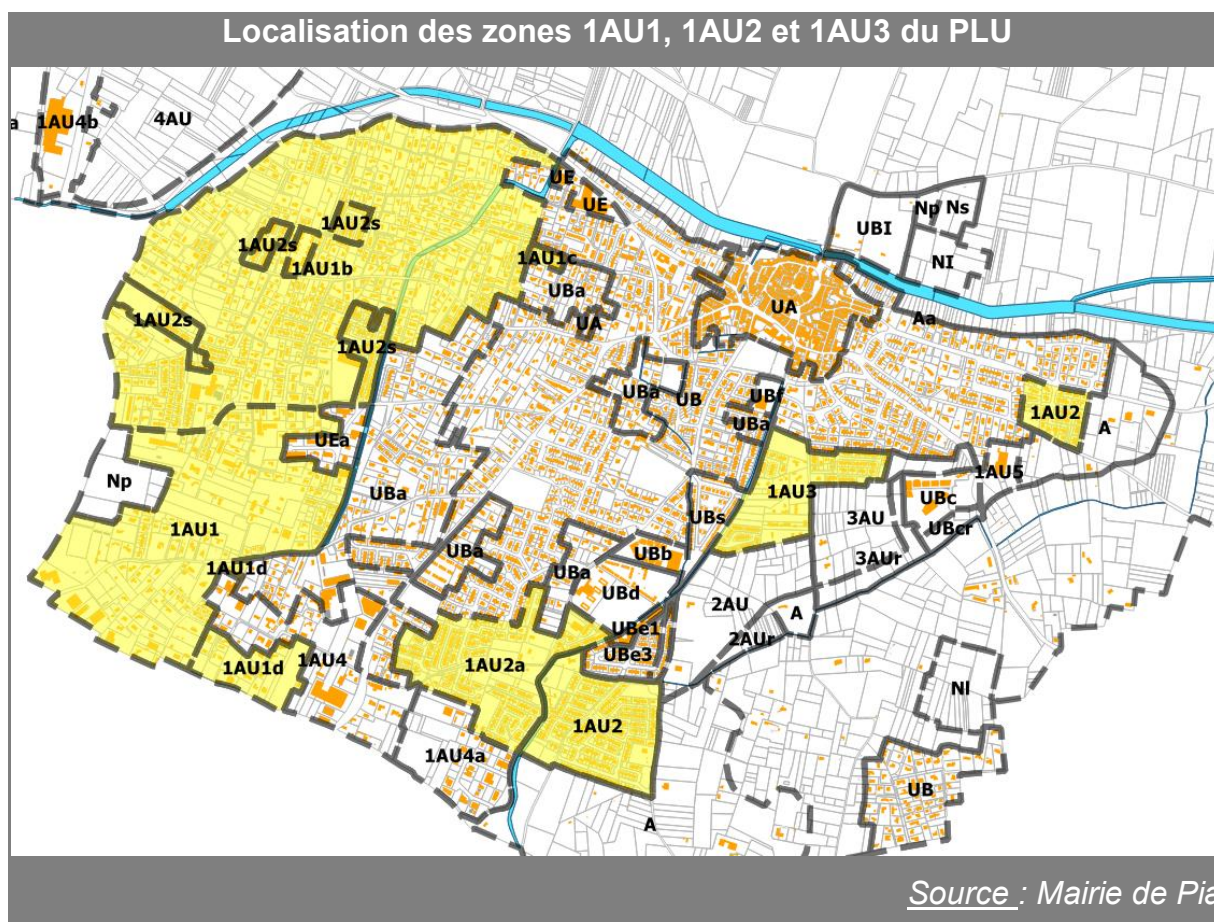 Localisation des zones 1AU1, 1AU2 et 1AU3 du PLU
a
1AU4b
4AU
UE
UE
UBI
Np Ns
NI
1AU2s
1AU2s
1AU1b
1AU1c
UBa
UA
UA
Aa
1AU2s
1AU2s
UBa
UB
UBf
UBa
1AU2
A
UEa
Np
1AU1
UBa
1AU3
1AU5
UBc
3AU
UBs
UBcr
UBa
UBb
UBa
UBd
3AUr
1AU1d
2AU
A
UBe1
2AUr
UBe3
1AU1d
1AU4
1AU2a
NI
1AU2
1AU4a
UB
A
Source : Mairie de Pia